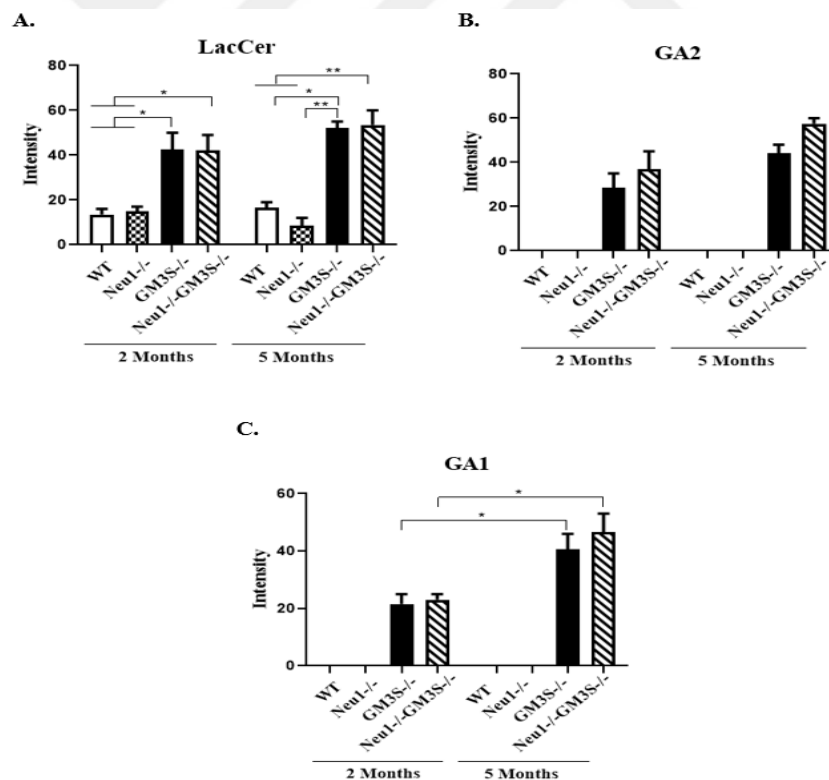 A.
LacCer
80
60
40
20
0
Intensity
*
*
**
*
**
WT
Neu1-/-
GM3S-/-
Neu1-/-GM3S-/-
WT
Neu1-/-
GM3S-/-
Neu1-/-GM3S-/-
2 Months
5 Months
B.
GA2
80
60
40
20
0
Intensity
WT
Neu1-/-
GM3S-/-
Neu1-/-GM3S-/-
WT
Neu1-/-
GM3S-/-
Neu1-/-GM3S-/-
2 Months
5 Months
C.
GA1
60
40
20
0
Intensity
*
*
WT
Neu1-/-
GM3S-/-
Neu1-/-GM3S-/-
WT
Neu1-/-
GM3S-/-
Neu1-/-GM3S-/-
2 Months
5 Months